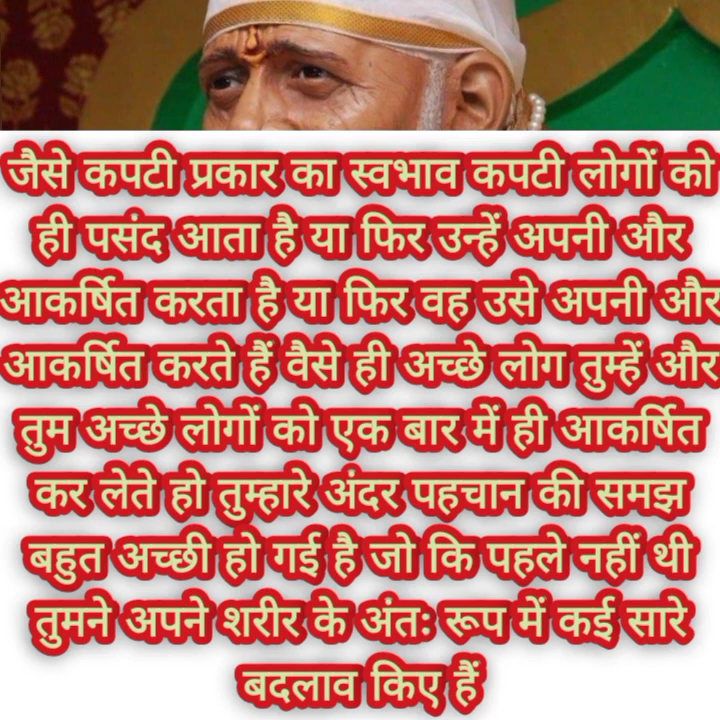 जैसे कपटी प्रकार का स्वभाव कपटी लोगों को
ही पसंद आता है या फिर उन्हें अपनी और
आकर्षित करता है या फिर वह उसे अपनी और
आकर्षित करते हैं वैसे ही अच्छे लोग तुम्हें और
तुम अच्छे लोगों को एक बार में ही आकर्षित
कर लेते हो तुम्हारे अंदर पहचान की समझ
बहुत अच्छी हो गई है जो कि पहले नहीं थी
तुमने अपने शरीर के अंतः रूप में कई सारे
बदलाव किए हैं